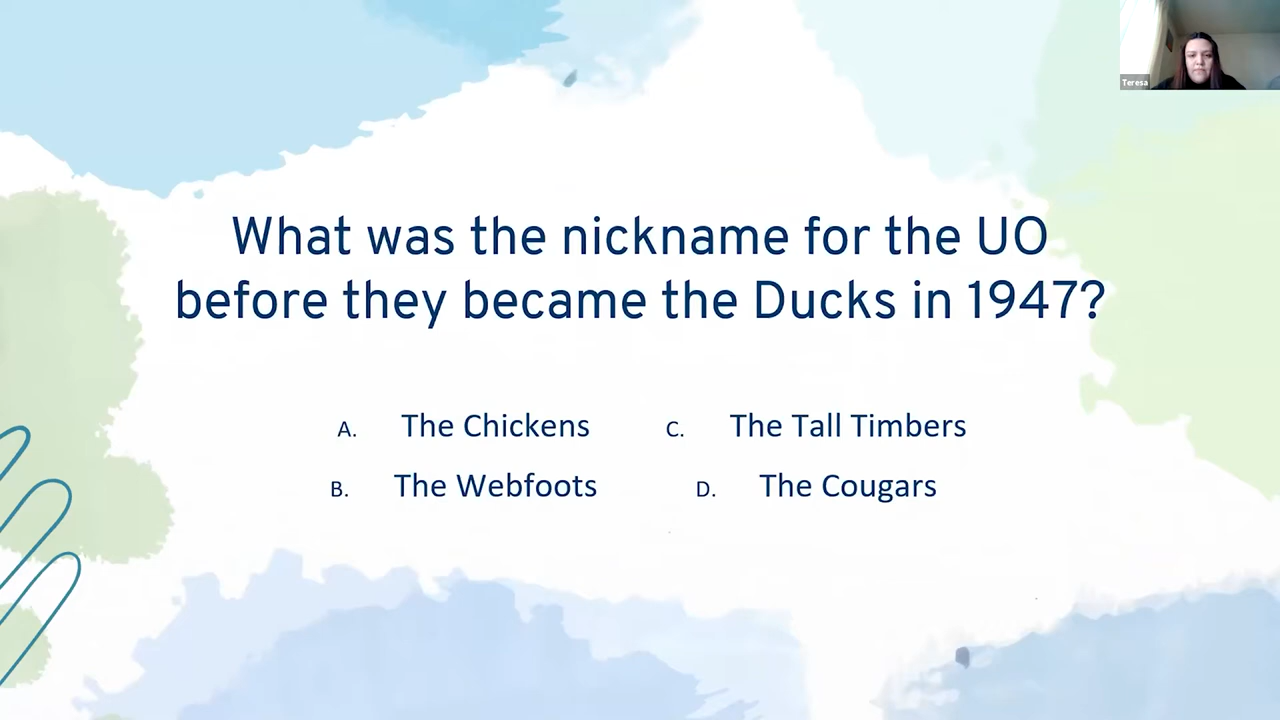 Teresa
What was the nickname for the UO
before they became the Ducks in 1947?
A. The Chickens
B. The Webfoots
C. The Tall Timbers
D. The Cougars